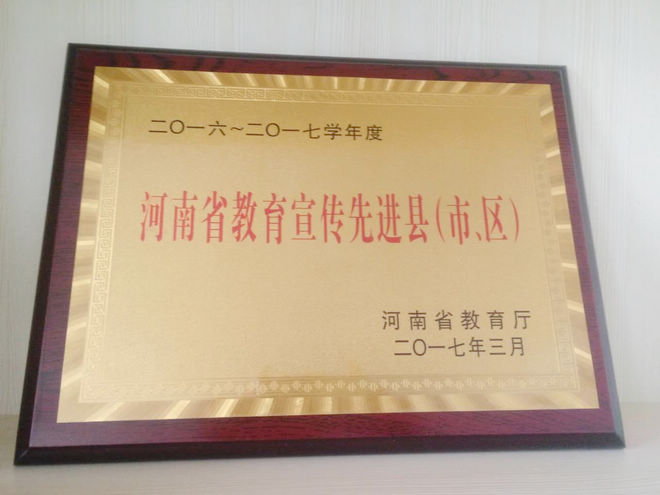 二〇一六~二〇一七学年度
河南省教育宣传先进县(市、区)
河南省教育厅
二〇一七年三月